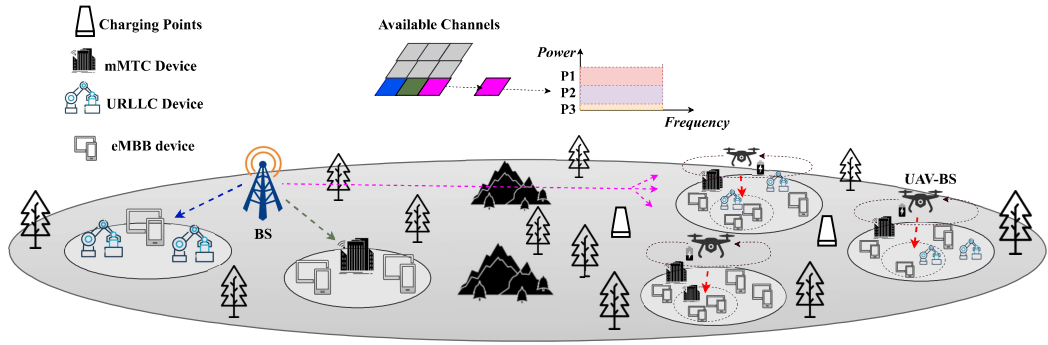 Charging Points
mMTC Device
URLLC Device
eMBB device
Available Channels
Power
P1
P2
P3
Frequency
BS
UAV-BS